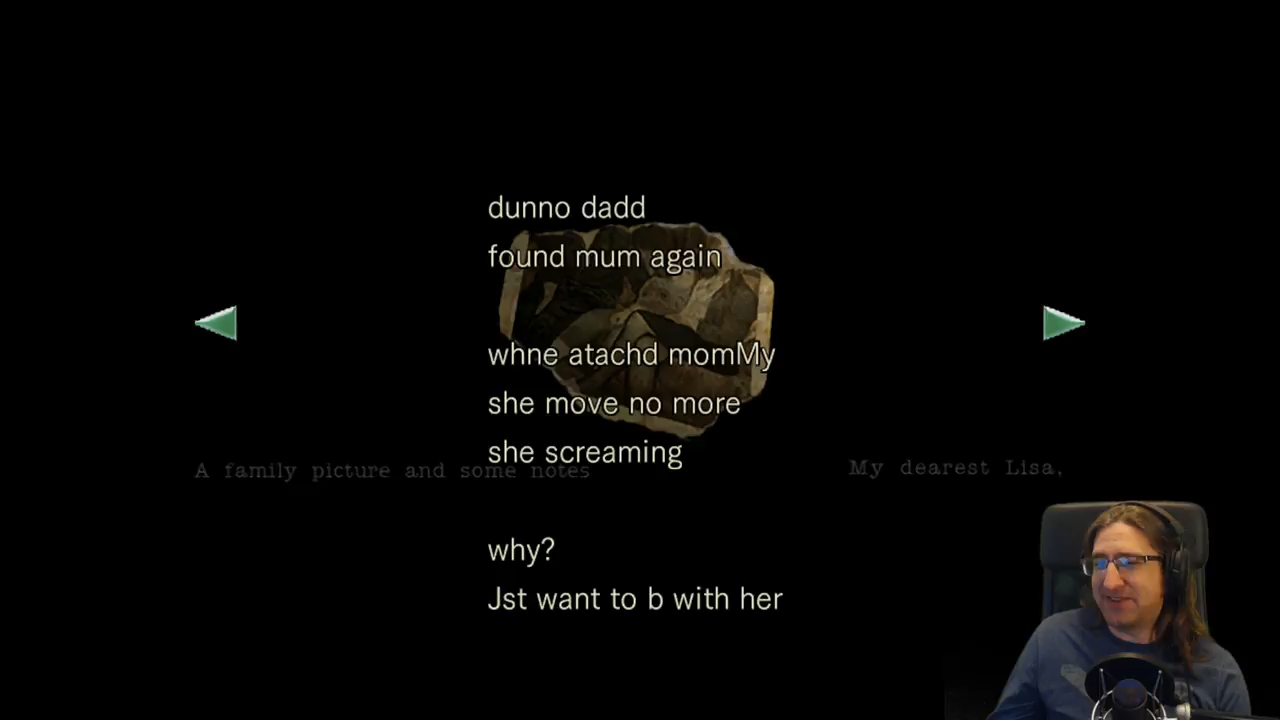 dunno dadd
found mum again
whne atachd momMy
she move no more
she screaming
A family picture and some notes
My dearest Lisa,
why?
Jst want to b with her